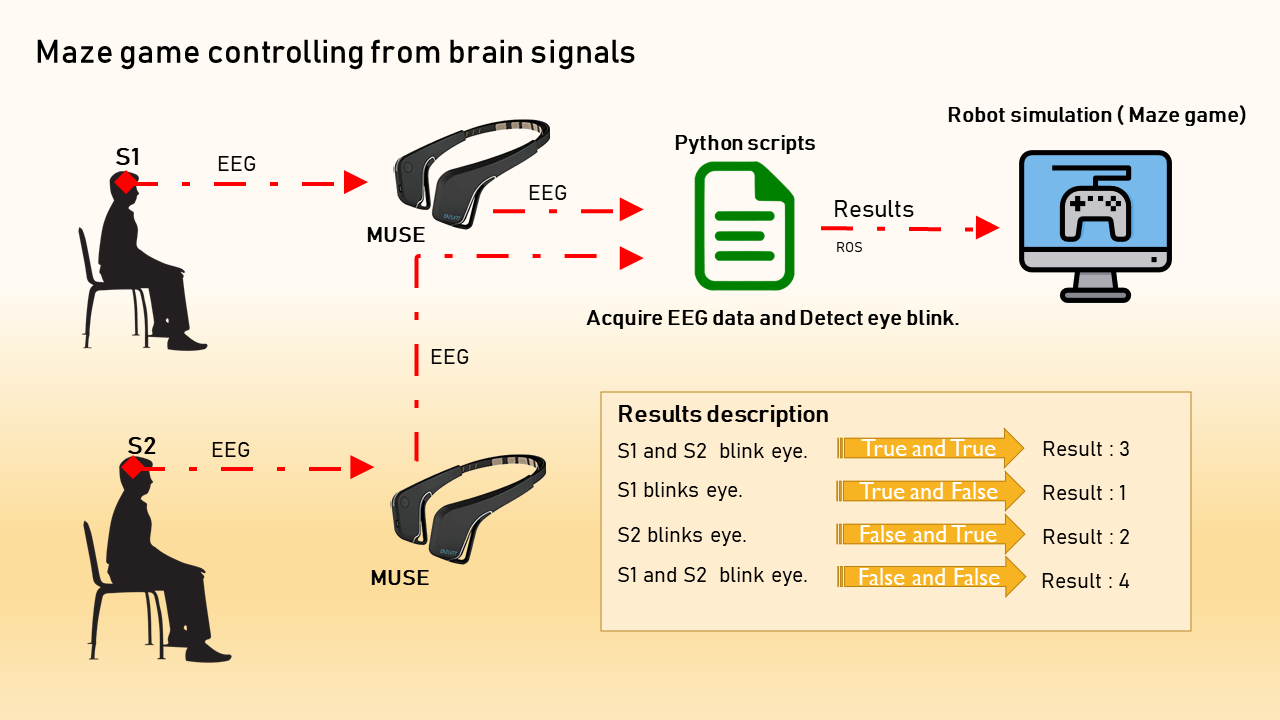 Maze game controlling from brain signals
Robot simulation ( Maze game)
Python scripts
S1
EEG
EEG
MUSE
Results
ROS
Acquire EEG data and Detect eye blink.
EEG
S2
EEG
MUSE
Results description
S1 and S2 blink eye. True and True Result : 3
S1 blinks eye. True and False Result : 1
S2 blinks eye. False and True Result : 2
S1 and S2 blink eye. False and False Result : 4